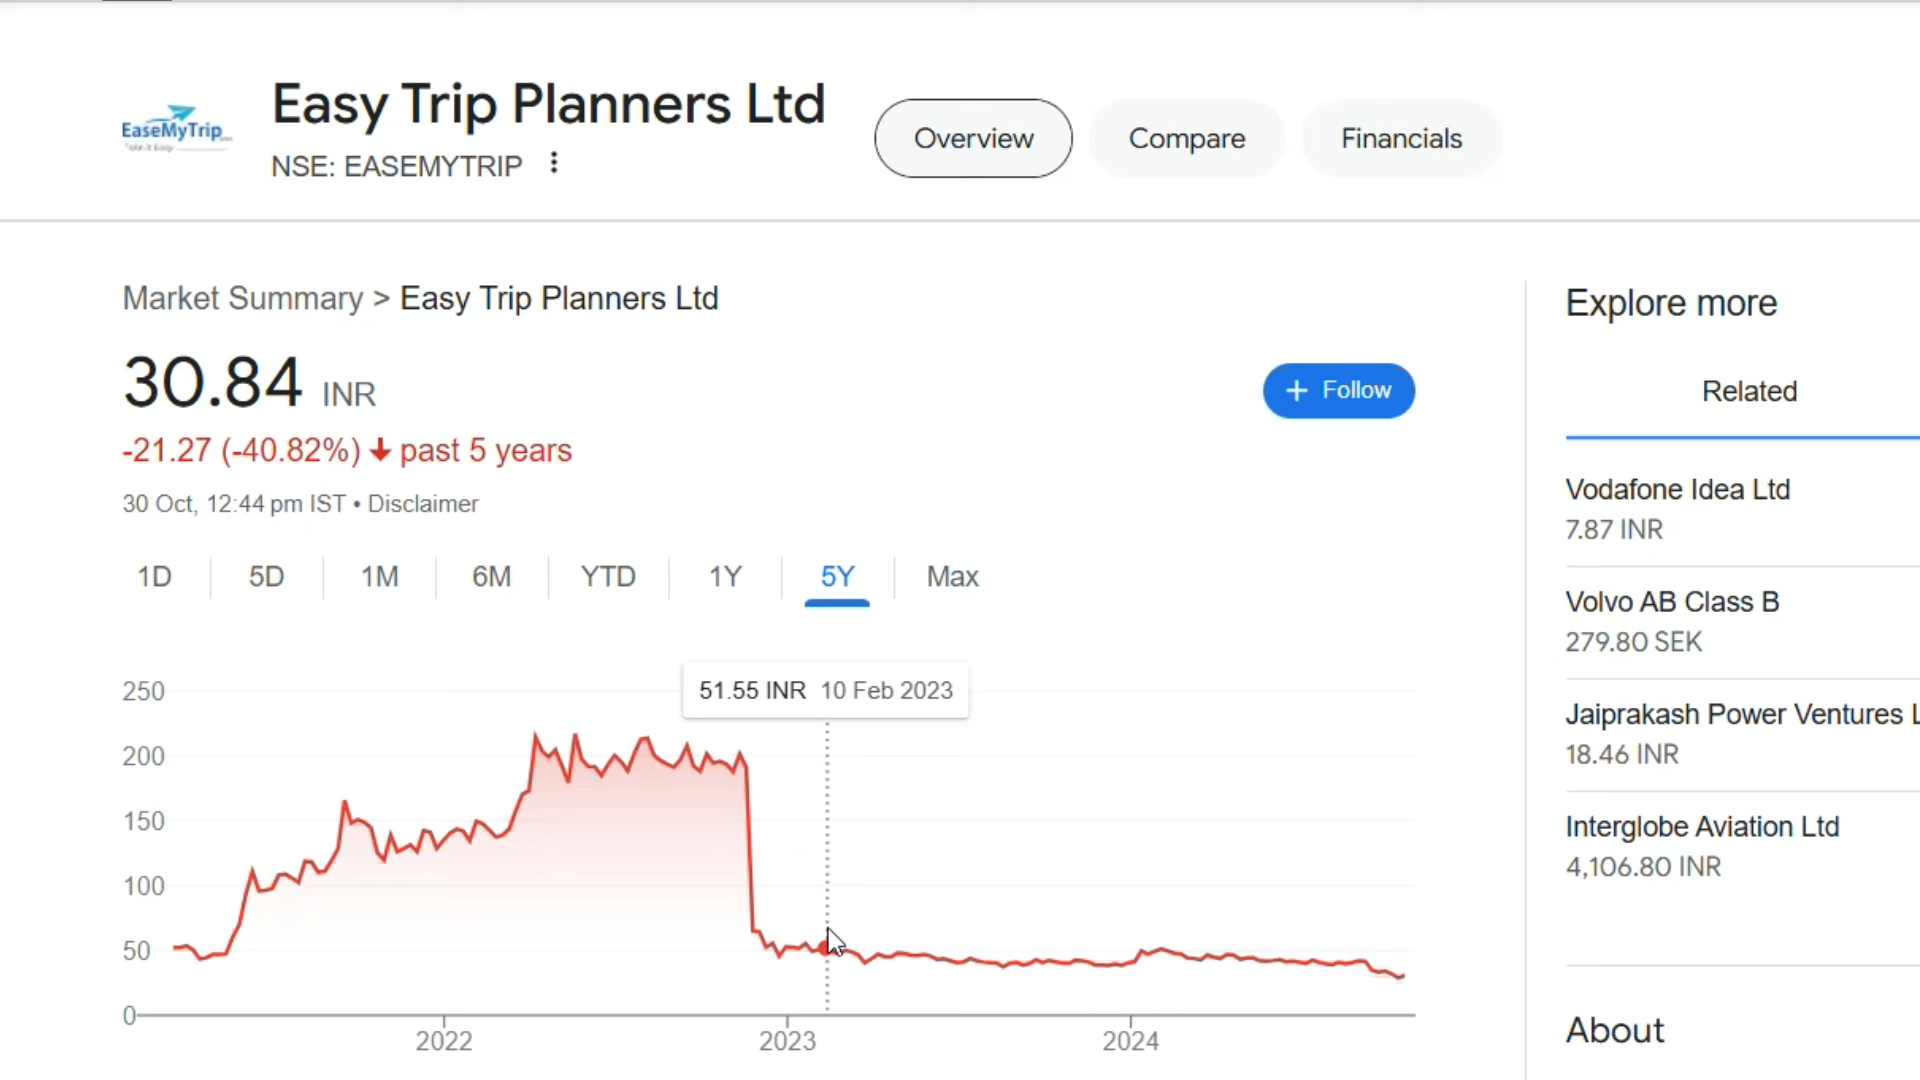 EaseMyTrip
Easy Trip Planners Ltd
NSE: EASEMYTRIP
Overview
Compare
Financials
Market Summary > Easy Trip Planners Ltd
30.84 INR
+ Follow
-21.27 (-40.82%) ↓ past 5 years
30 Oct, 12:44 pm IST • Disclaimer
1D
5D
1M
6M
YTD
1Y
5Y
Max
51.55 INR 10 Feb 2023
250
200
150
100
50
0
2022
2023
2024
Explore more
Related
Vodafone Idea Ltd
7.87 INR
Volvo AB Class B
279.80 SEK
Jaiprakash Power Ventures L
18.46 INR
Interglobe Aviation Ltd
4,106.80 INR
About